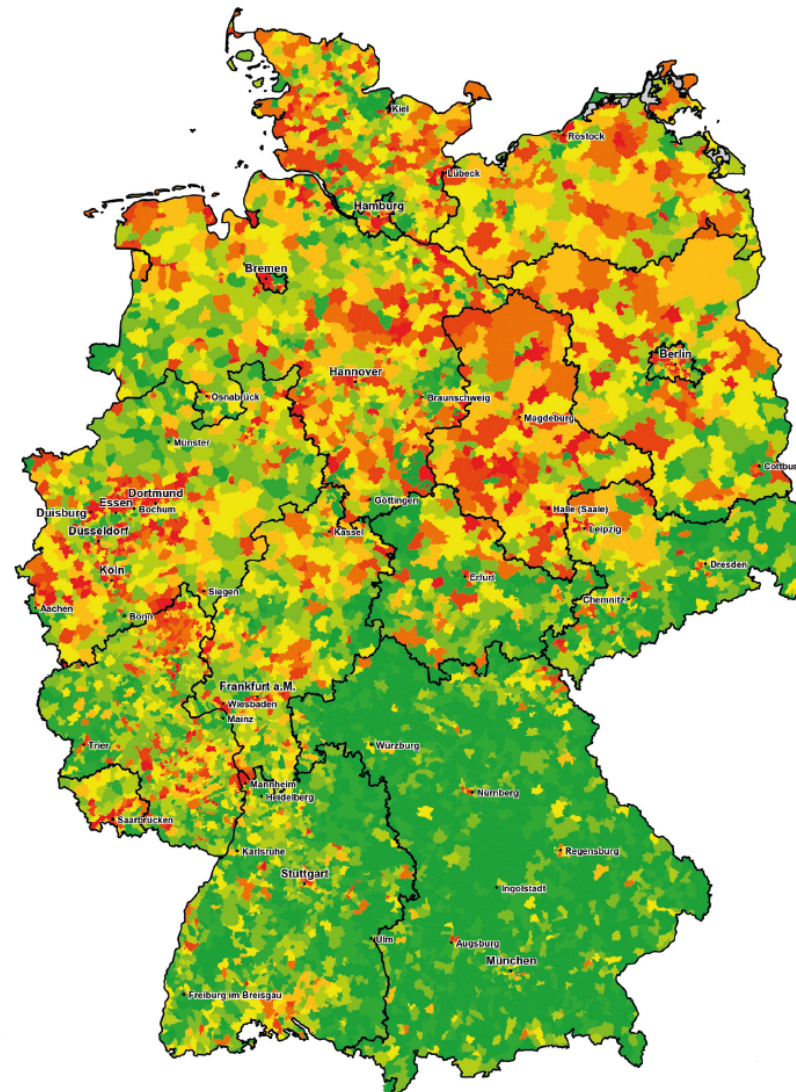 Kiel
Rostock
Lübeck
Hamburg
Bremen
Berlin
Hannover
Osnabrück
Braunschweig
Magdeburg
Münster
Cottbu
Dortmund
Essen
Göttingen
Duisburg
Bochum
Halle (Saale)
Leipzig
Düsseldorf
Kassel
Dresden
Köln
Erfurt
Siegen
Chemnitz
Aachen
Bonn
Frankfurt a.M.
Wiesbaden
Mainz
Trier
Würzburg
Mannheim
Nürnberg
Heidelberg
Saarbrücken
Karlsruhe
Regensburg
Stuttgart
Ingolstadt
Ulm
Augsburg
München
Freiburg im Breisgau